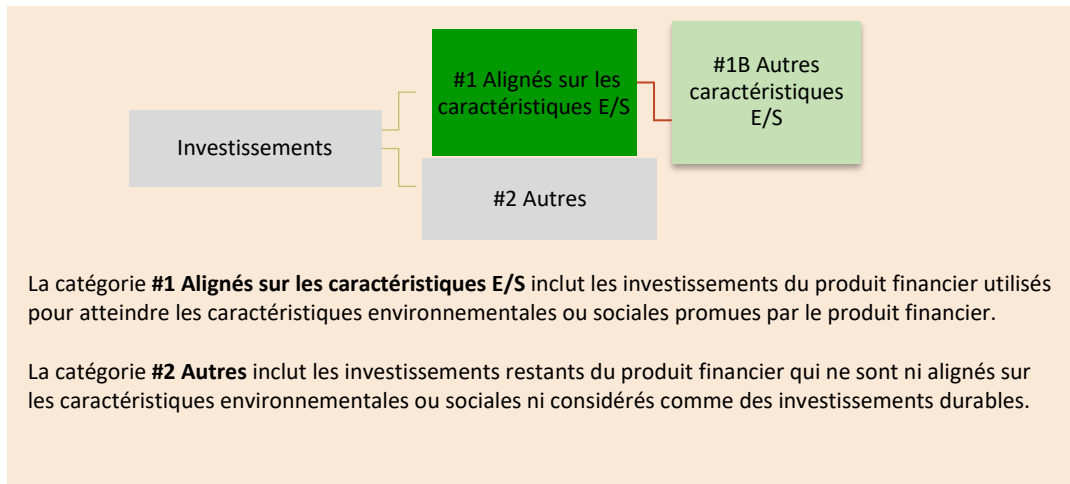 #1 Alignés sur les
caractéristiques E/S
#1B Autres
caractéristiques
E/S
Investissements
#2 Autres
La catégorie #1 Alignés sur les caractéristiques E/S inclut les investissements du produit financier utilisés
pour atteindre les caractéristiques environnementales ou sociales promues par le produit financier.
La catégorie #2 Autres inclut les investissements restants du produit financier qui ne sont ni alignés sur
les caractéristiques environnementales ou sociales ni considérés comme des investissements durables.